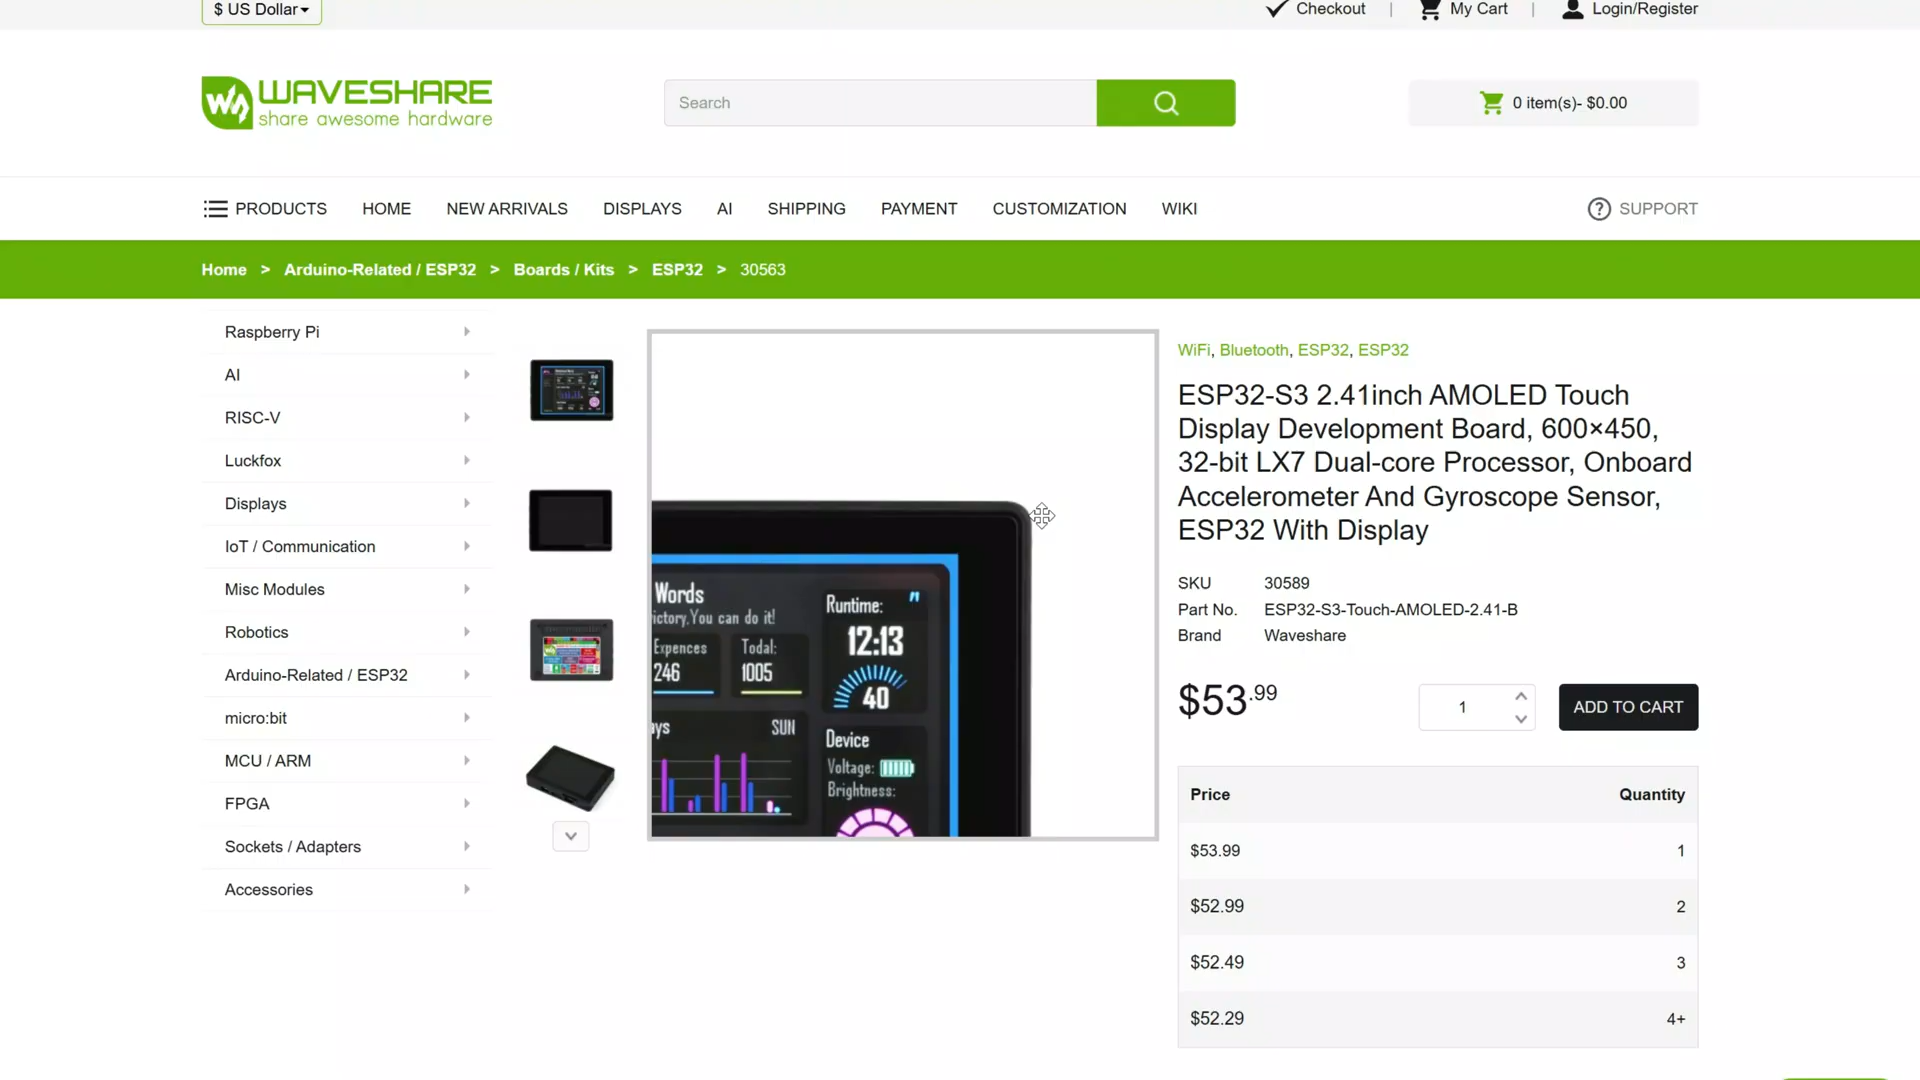 $ US Dollar
Checkout | My Cart | Login/Register
WAVESHARE
share awesome hardware
Search
0 item(s)- $0.00
PRODUCTS HOME NEW ARRIVALS DISPLAYS AI SHIPPING PAYMENT CUSTOMIZATION WIKI SUPPORT
Home > Arduino-Related / ESP32 > Boards / Kits > ESP32 > 30563
Raspberry Pi
AI
RISC-V
Luckfox
Displays
IoT / Communication
Misc Modules
Robotics
Arduino-Related / ESP32
micro:bit
MCU / ARM
FPGA
Sockets / Adapters
Accessories
Words
ictory,You can do it!
Expences
246
Todal:
1005
Runtime:
12:13
40
ays
SUN
Device
Voltage:
Brightness:
WiFi, Bluetooth, ESP32, ESP32
ESP32-S3 2.41inch AMOLED Touch
Display Development Board, 600×450,
32-bit LX7 Dual-core Processor, Onboard
Accelerometer And Gyroscope Sensor,
ESP32 With Display
SKU 30589
Part No. ESP32-S3-Touch-AMOLED-2.41-B
Brand Waveshare
$53.99
1
ADD TO CART
Price Quantity
$53.99 1
$52.99 2
$52.49 3
$52.29 4+